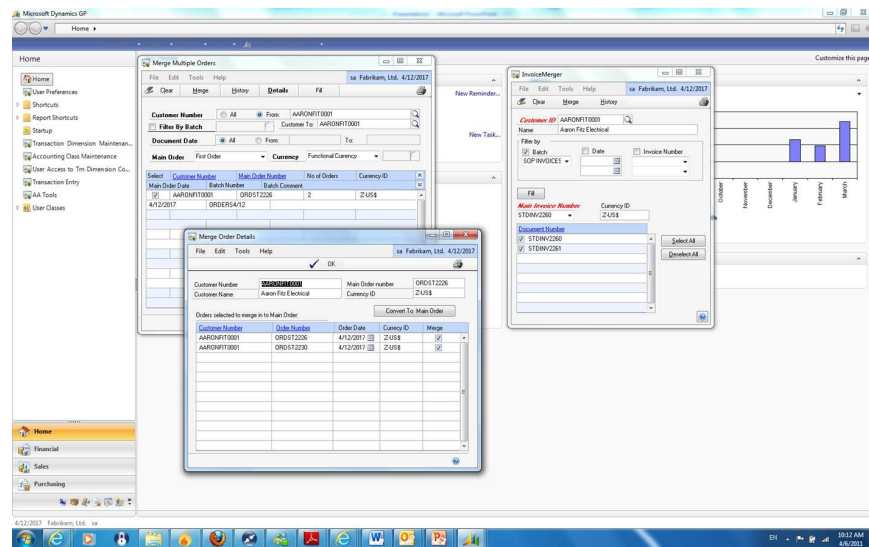 Microsoft Dynamics GP
Home
Home
Customize this page
Home
User Preferences
Shortcuts
Report Shortcuts
Startup
Transaction Dimension Maintenan...
Accounting Class Maintenance
User Access to Trn Dimension Co...
Transaction Entry
AA Tools
User Classes
New Reminder...
New Task...
Merge Multiple Orders
File Edit Tools Help sa Fabrikam, Ltd. 4/12/2017
Clear Merge History Details Fill
Customer Number All From: AARONFIT0001
Filter By Batch Customer To: AARONFIT0001
Document Date All From: To:
Main Order First Order Currency Functional Currency
Select Customer Number Main Order Number No of Orders Currency ID
Main Order Date Batch Number Batch Comment
AARONFIT0001 ORDST2226 2 Z-US$
4/12/2017 ORDERS4/12
Merge Order Details
File Edit Tools Help sa Fabrikam, Ltd. 4/12/2017
OK
Customer Number AARONFIT0001 Main Order number ORDST2226
Customer Name Aaron Fitz Electrical Currency ID Z-US$
Orders selected to merge in to Main Order: Convert To Main Order
Customer Number Order Number Order Date Currency ID Merge
AARONFIT0001 ORDST2226 4/12/2017 Z-US$
AARONFIT0001 ORDST2230 4/12/2017 Z-US$
InvoiceMerger
File Edit Tools Help sa Fabrikam, Ltd. 4/12/2017
Clear Merge History
Customer ID AARONFIT0001
Name Aaron Fitz Electrical
Filter by
Batch Date Invoice Number
SOP INVOICES
Fill
Main Invoice Number Currency ID
STDINV2260 Z-US$
Document Number
STDINV2260 Select All
STDINV2261 Deselect All
October
November
December
January
February
March
Home
Financial
Sales
Purchasing
4/12/2017 Fabrikam, Ltd. sa
EN 10:12 AM
4/6/2011